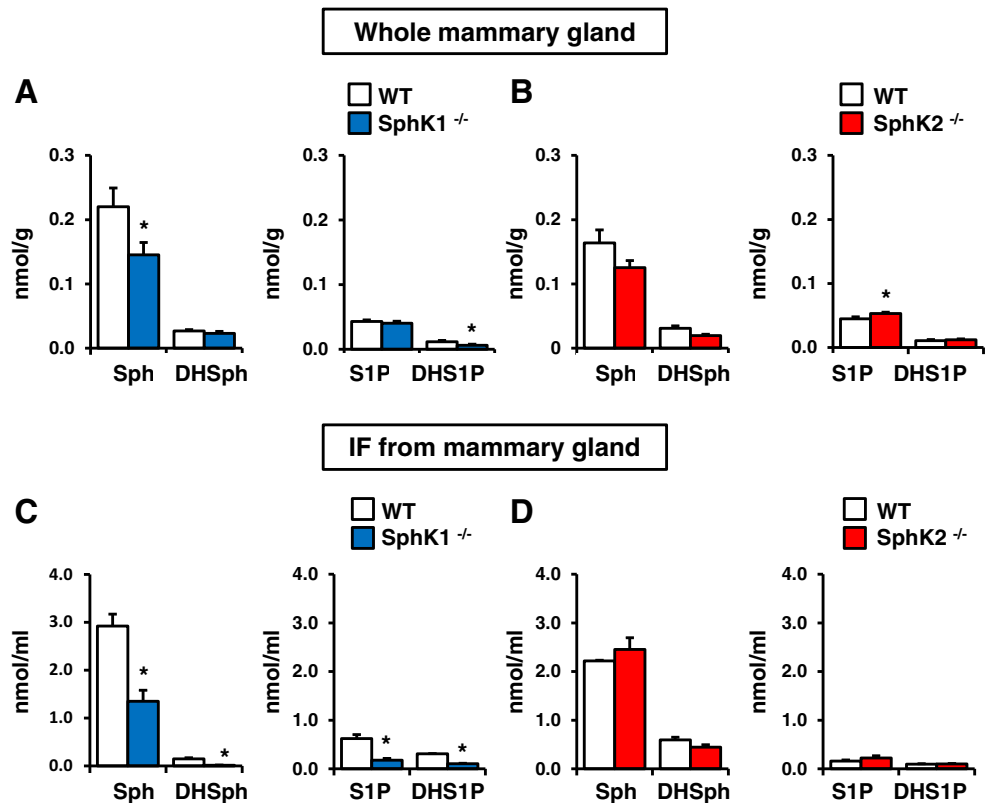 Whole mammary gland
A
WT
SphK1 -/-
B
WT
SphK2 -/-
nmol/g
0.3
0.2
0.1
0.0
*
Sph DHSph
nmol/g
0.3
0.2
0.1
0.0
*
S1P DHS1P
nmol/g
0.3
0.2
0.1
0
Sph DHSph
nmol/g
0.3
0.2
0.1
0.0
*
S1P DHS1P
IF from mammary gland
C
WT
SphK1 -/-
D
WT
SphK2 -/-
nmol/ml
4.0
3.0
2.0
1.0
0.0
*
*
Sph DHSph
nmol/ml
4.0
3.0
2.0
1.0
0.0
* *
S1P DHS1P
nmol/ml
4.0
3.0
2.0
1.0
0.0
Sph DHSph
nmol/ml
4.0
3.0
2.0
1.0
0.0
S1P DHS1P